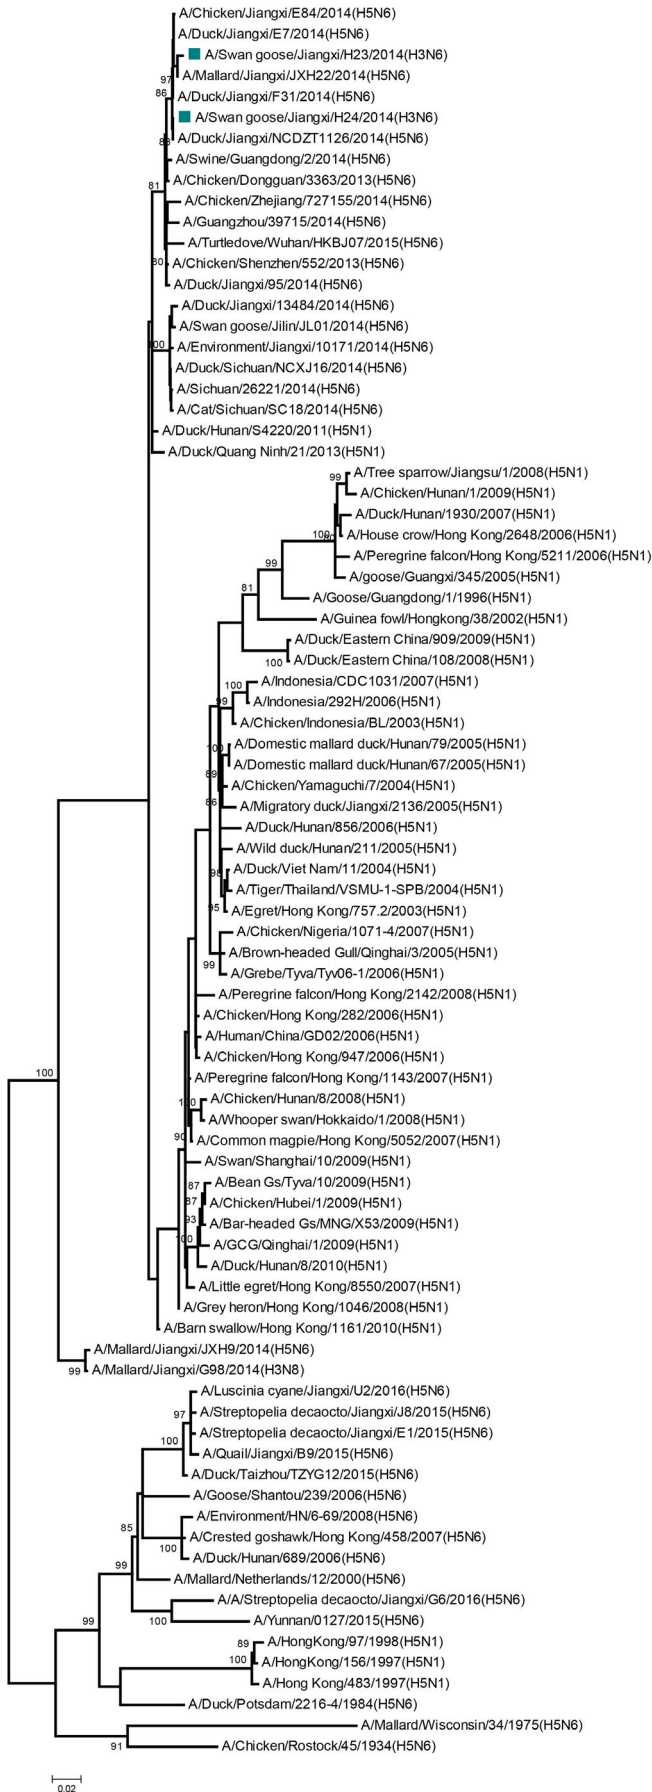 A/Chicken/Jiangxi/E84/2014(H5N6)
A/Duck/Jiangxi/E7/2014(H5N6)
A/Swan goose/Jiangxi/H23/2014(H3N6)
A/Mallard/Jiangxi/JXH22/2014(H5N6)
97
86
A/Duck/Jiangxi/F31/2014(H5N6)
A/Swan goose/Jiangxi/H24/2014(H3N6)
A/Duck/Jiangxi/NCDZT1126/2014(H5N6)
A/Swine/Guangdong/2/2014(H5N6)
A/Chicken/Dongguan/3363/2013(H5N6)
81
A/Chicken/Zhejiang/727155/2014(H5N6)
A/Guangzhou/39715/2014(H5N6)
A/Turtledove/Wuhan/HKBJ07/2015(H5N6)
80
A/Chicken/Shenzhen/552/2013(H5N6)
A/Duck/Jiangxi/95/2014(H5N6)
A/Duck/Jiangxi/13484/2014(H5N6)
A/Swan goose/Jilin/JL01/2014(H5N6)
100
A/Environment/Jiangxi/10171/2014(H5N6)
A/Duck/Sichuan/NCXJ16/2014(H5N6)
A/Sichuan/26221/2014(H5N6)
A/Cat/Sichuan/SC18/2014(H5N6)
A/Duck/Hunan/S4220/2011(H5N1)
A/Duck/Quang Ninh/21/2013(H5N1)
A/Tree sparrow/Jiangsu/1/2008(H5N1)
99
A/Chicken/Hunan/1/2009(H5N1)
A/Duck/Hunan/1930/2007(H5N1)
100
A/House crow/Hong Kong/2648/2006(H5N1)
A/Peregrine falcon/Hong Kong/5211/2006(H5N1)
99
A/goose/Guangxi/345/2005(H5N1)
81
A/Goose/Guangdong/1/1996(H5N1)
A/Guinea fowl/Hongkong/38/2002(H5N1)
A/Duck/Eastern China/909/2009(H5N1)
100
A/Duck/Eastern China/108/2008(H5N1)
A/Indonesia/CDC1031/2007(H5N1)
100
A/Indonesia/292H/2006(H5N1)
99
A/Chicken/Indonesia/BL/2003(H5N1)
A/Domestic mallard duck/Hunan/79/2005(H5N1)
100
A/Domestic mallard duck/Hunan/67/2005(H5N1)
89
A/Chicken/Yamaguchi/7/2004(H5N1)
86
A/Migratory duck/Jiangxi/2136/2005(H5N1)
A/Duck/Hunan/856/2006(H5N1)
A/Wild duck/Hunan/211/2005(H5N1)
A/Duck/Viet Nam/11/2004(H5N1)
98
A/Tiger/Thailand/VSMU-1-SPB/2004(H5N1)
95
A/Egret/Hong Kong/757.2/2003(H5N1)
A/Chicken/Nigeria/1071-4/2007(H5N1)
A/Brown-headed Gull/Qinghai/3/2005(H5N1)
99
A/Grebe/Tyva/Tyv06-1/2006(H5N1)
A/Peregrine falcon/Hong Kong/2142/2008(H5N1)
A/Chicken/Hong Kong/282/2006(H5N1)
A/Human/China/GD02/2006(H5N1)
A/Chicken/Hong Kong/947/2006(H5N1)
100
A/Peregrine falcon/Hong Kong/1143/2007(H5N1)
A/Chicken/Hunan/8/2008(H5N1)
100
A/Whooper swan/Hokkaido/1/2008(H5N1)
90
A/Common magpie/Hong Kong/5052/2007(H5N1)
A/Swan/Shanghai/10/2009(H5N1)
A/Bean Gs/Tyva/10/2009(H5N1)
87
A/Chicken/Hubei/1/2009(H5N1)
87
A/Bar-headed Gs/MNG/X53/2009(H5N1)
93
A/GCG/Qinghai/1/2009(H5N1)
100
A/Duck/Hunan/8/2010(H5N1)
A/Little egret/Hong Kong/8550/2007(H5N1)
A/Grey heron/Hong Kong/1046/2008(H5N1)
A/Barn swallow/Hong Kong/1161/2010(H5N1)
A/Mallard/Jiangxi/JXH9/2014(H5N6)
99
A/Mallard/Jiangxi/G98/2014(H3N8)
A/Luscinia cyane/Jiangxi/U2/2016(H5N6)
97
A/Streptopelia decaocto/Jiangxi/J8/2015(H5N6)
A/Streptopelia decaocto/Jiangxi/E1/2015(H5N6)
100
A/Quail/Jiangxi/B9/2015(H5N6)
A/Duck/Taizhou/TZYG12/2015(H5N6)
A/Goose/Shantou/239/2006(H5N6)
A/Environment/HN/6-69/2008(H5N6)
85
A/Crested goshawk/Hong Kong/458/2007(H5N6)
100
A/Duck/Hunan/689/2006(H5N6)
99
A/Mallard/Netherlands/12/2000(H5N6)
A/A/Streptopelia decaocto/Jiangxi/G6/2016(H5N6)
100
A/Yunnan/0127/2015(H5N6)
99
A/HongKong/97/1998(H5N1)
89
100
A/HongKong/156/1997(H5N1)
A/Hong Kong/483/1997(H5N1)
A/Duck/Potsdam/2216-4/1984(H5N6)
A/Mallard/Wisconsin/34/1975(H5N6)
91
A/Chicken/Rostock/45/1934(H5N6)
0.02